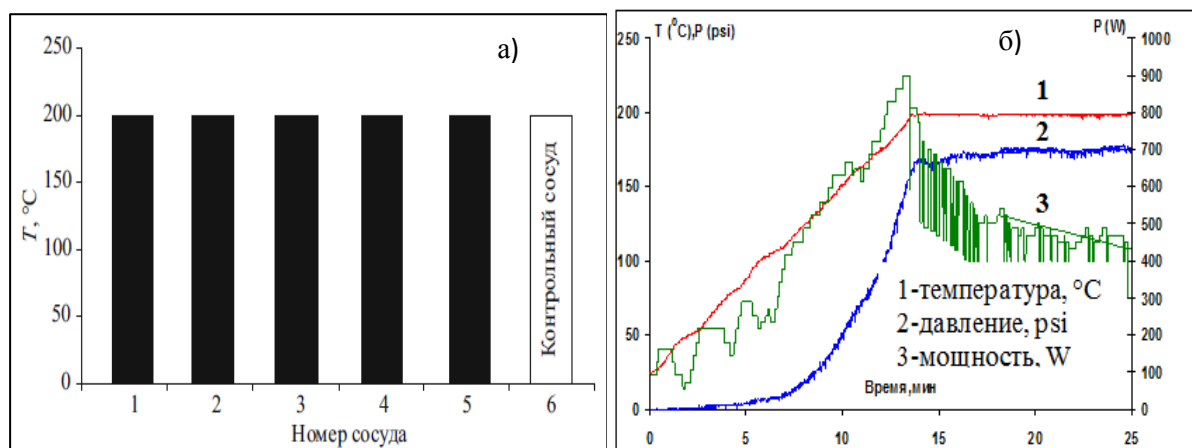 а)
250
200
150
100
50
0
T, °C
Контрольный сосуд
1 2 3 4 5 6
Номер сосуда
T (⁰C),P (psi)
б)
P (W)
250
200
150
100
50
0
1000
900
800
700
600
500
400
300
200
100
0
1
2
3
1-температура, °C
2-давление, psi
3-мощность, W
Время,мин
0 5 10 15 20 25